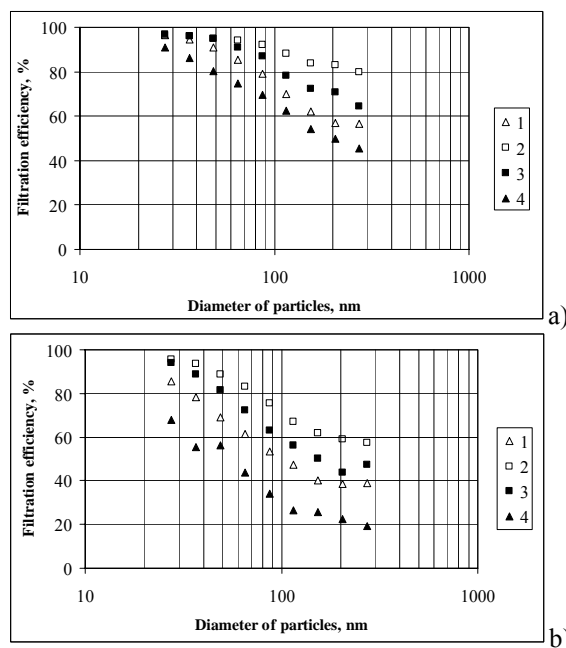 Filtration efficiency, %
100
80
60
40
20
0
10 100 1000
Diameter of particles, nm
1
2
3
4
a)
Filtration efficiency, %
100
80
60
40
20
0
10 100 1000
Diameter of particles, nm
1
2
3
4
b)